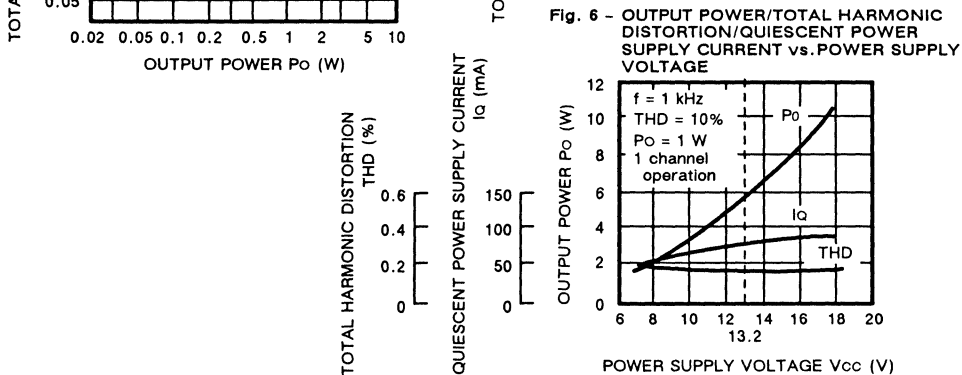 TOTA
0.05
0.02 0.05 0.1 0.2 0.5 1 2 5 10
OUTPUT POWER PO (W)
TO
Fig. 6 - OUTPUT POWER/TOTAL HARMONIC
DISTORTION/QUIESCENT POWER
SUPPLY CURRENT vs. POWER SUPPLY
VOLTAGE
TOTAL HARMONIC DISTORTION
THD (%)
0.6
0.4
0.2
0
QUIESCENT POWER SUPPLY CURRENT
IQ (mA)
150
100
50
0
OUTPUT POWER PO (W)
12
10
8
6
4
2
0
f = 1 kHz
THD = 10%
PO = 1 W
1 channel
operation
PO
IQ
THD
6 8 10 12 14 16 18 20
13.2
POWER SUPPLY VOLTAGE VCC (V)